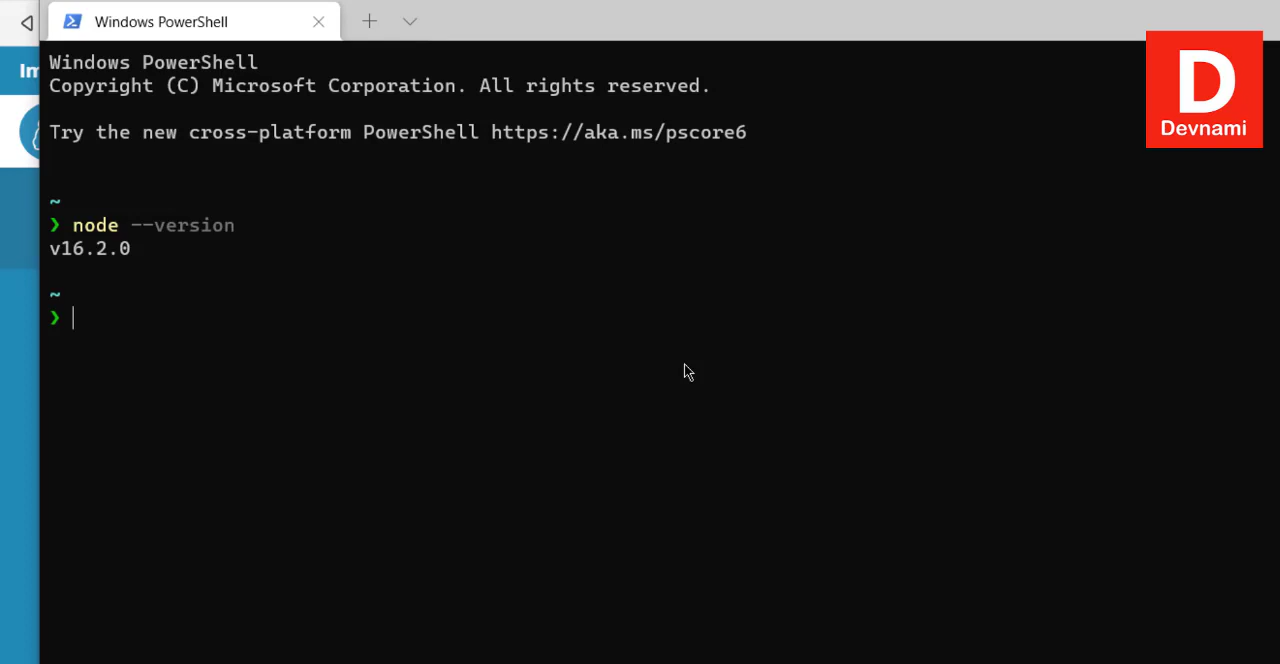 Windows PowerShell
D
Devnami
Windows PowerShell
Copyright (C) Microsoft Corporation. All rights reserved.
Try the new cross-platform PowerShell https://aka.ms/pscore6
~
❯ node --version
v16.2.0
~
❯